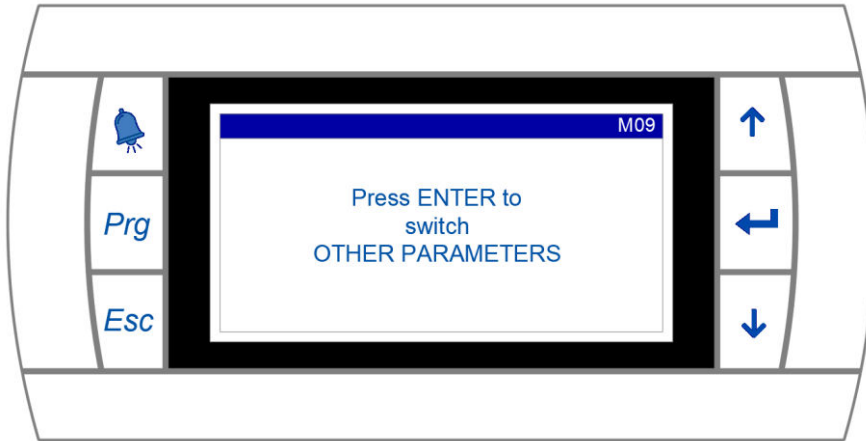 M09
Prg
Esc
Press ENTER to
switch
OTHER PARAMETERS